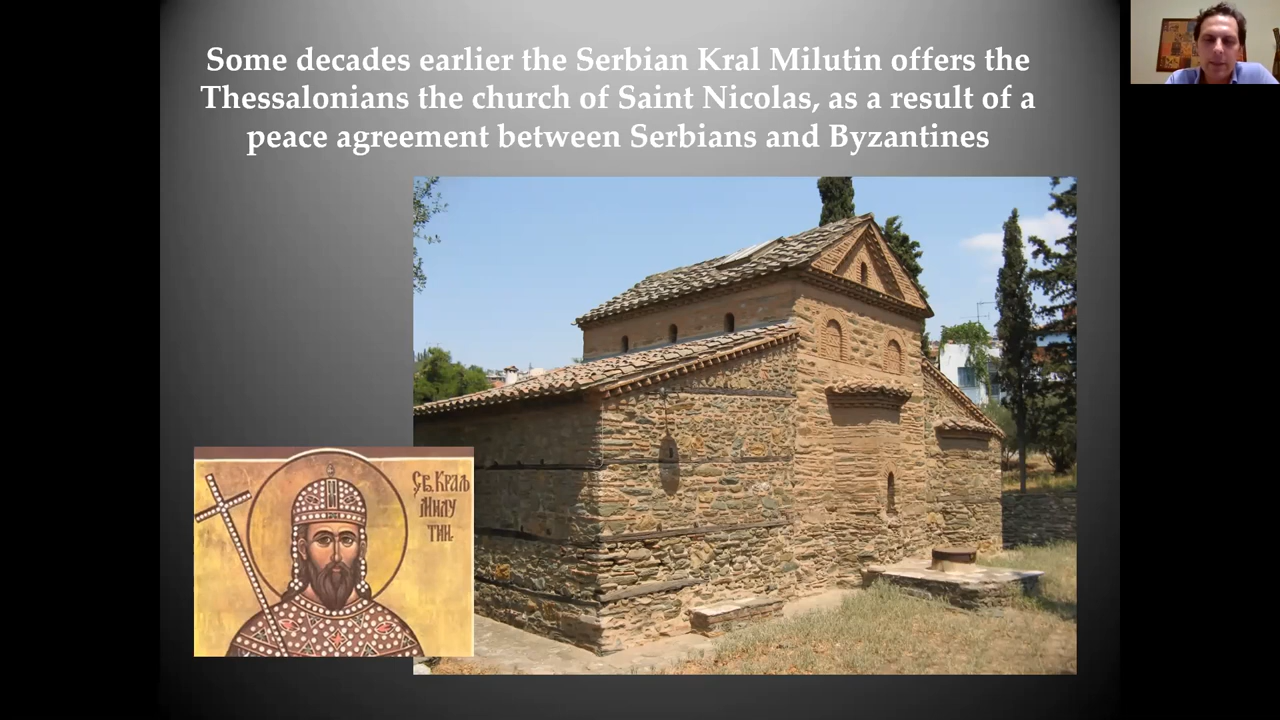 Some decades earlier the Serbian Kral Milutin offers the
Thessalonians the church of Saint Nicolas, as a result of a
peace agreement between Serbians and Byzantines
СВ. КРАЉ
МИЛУ
ТИН.